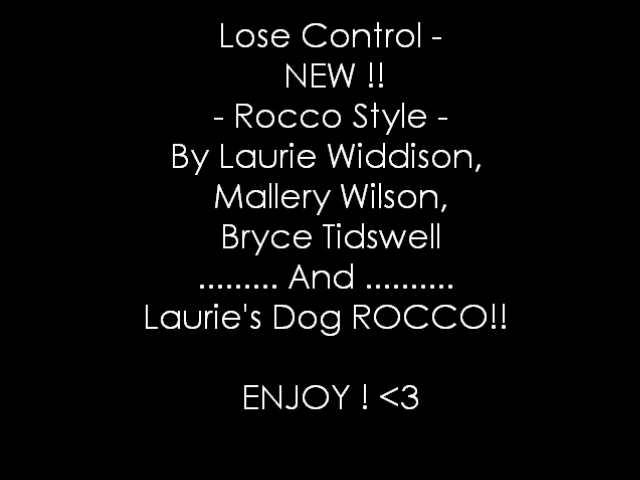 Lose Control -
NEW !!
- Rocco Style -
By Laurie Widdison,
Mallery Wilson,
Bryce Tidswell
......... And ..........
Laurie's Dog ROCCO!!
ENJOY ! <3